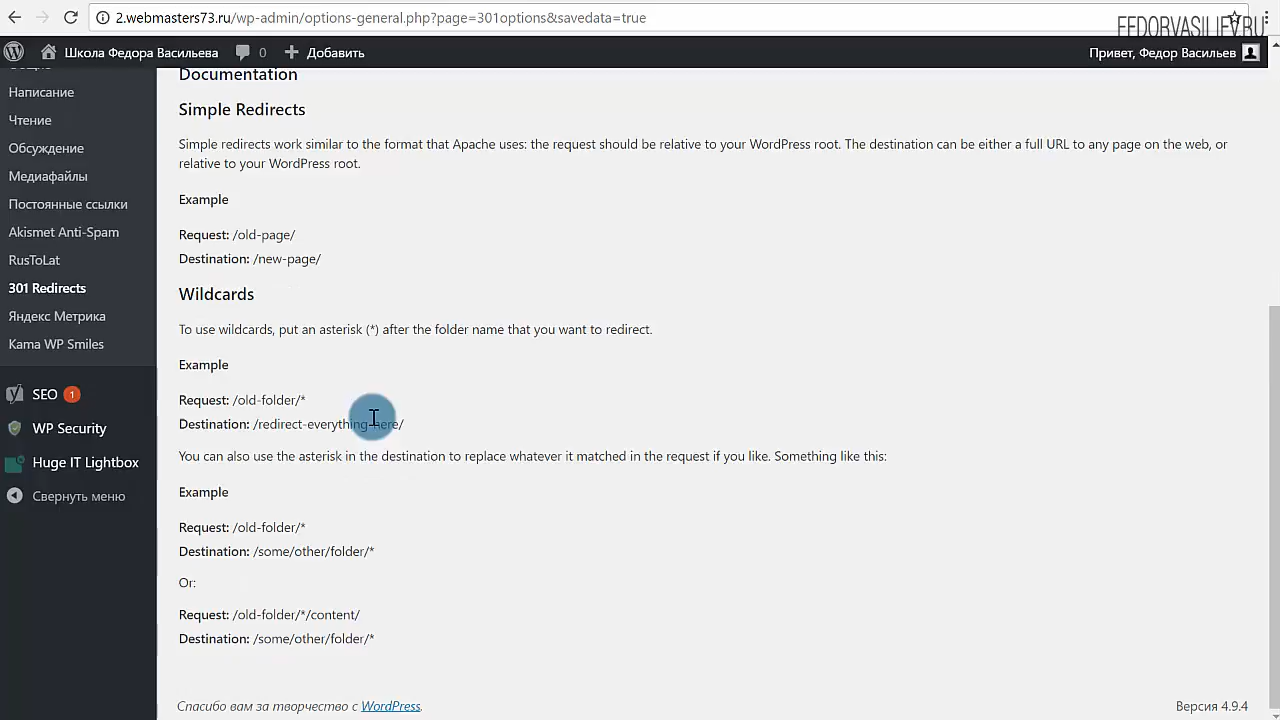 2.webmasters73.ru/wp-admin/options-general.php?page=301options&savedata=true
FEDORVASILIEV.RU
Школа Федора Васильева 0 Добавить Привет, Федор Васильев
Написание
Чтение
Обсуждение
Медиафайлы
Постоянные ссылки
Akismet Anti-Spam
RusToLat
301 Redirects
Яндекс Метрика
Kama WP Smiles
SEO 1
WP Security
Huge IT Lightbox
Свернуть меню
Documentation
Simple Redirects
Simple redirects work similar to the format that Apache uses: the request should be relative to your WordPress root. The destination can be either a full URL to any page on the web, or
relative to your WordPress root.
Example
Request: /old-page/
Destination: /new-page/
Wildcards
To use wildcards, put an asterisk (*) after the folder name that you want to redirect.
Example
Request: /old-folder/*
Destination: /redirect-everything-here/
You can also use the asterisk in the destination to replace whatever it matched in the request if you like. Something like this:
Example
Request: /old-folder/*
Destination: /some/other/folder/*
Or:
Request: /old-folder/*/content/
Destination: /some/other/folder/*
Спасибо вам за творчество с WordPress. Версия 4.9.4